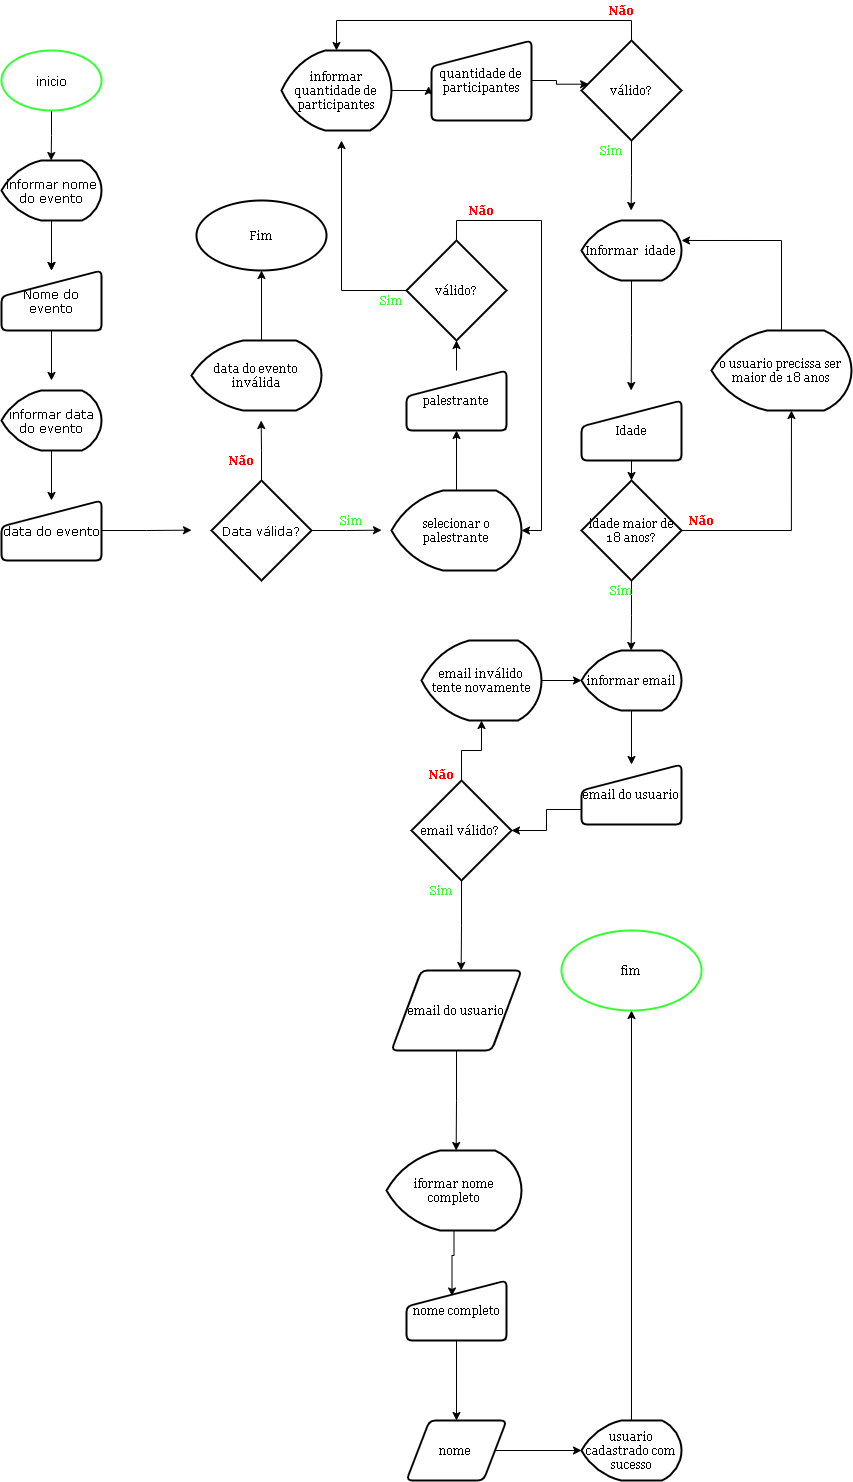 inicio
informar nome
do evento
Nome do
evento
informar data
do evento
data do evento
Data válida?
Não
data do evento
inválida
Fim
Sim
selecionar o
palestrante
palestrante
válido?
Não
Sim
informar
quantidade de
participantes
quantidade de
participantes
válido?
Não
Sim
Informar idade
Idade
Idade maior de
18 anos?
Não
o usuario precissa ser
maior de 18 anos
Sim
informar email
email do usuario
email válido?
Não
email inválido
tente novamente
Sim
email do usuario
iformar nome
completo
nome completo
nome
usuario
cadastrado com
sucesso
fim